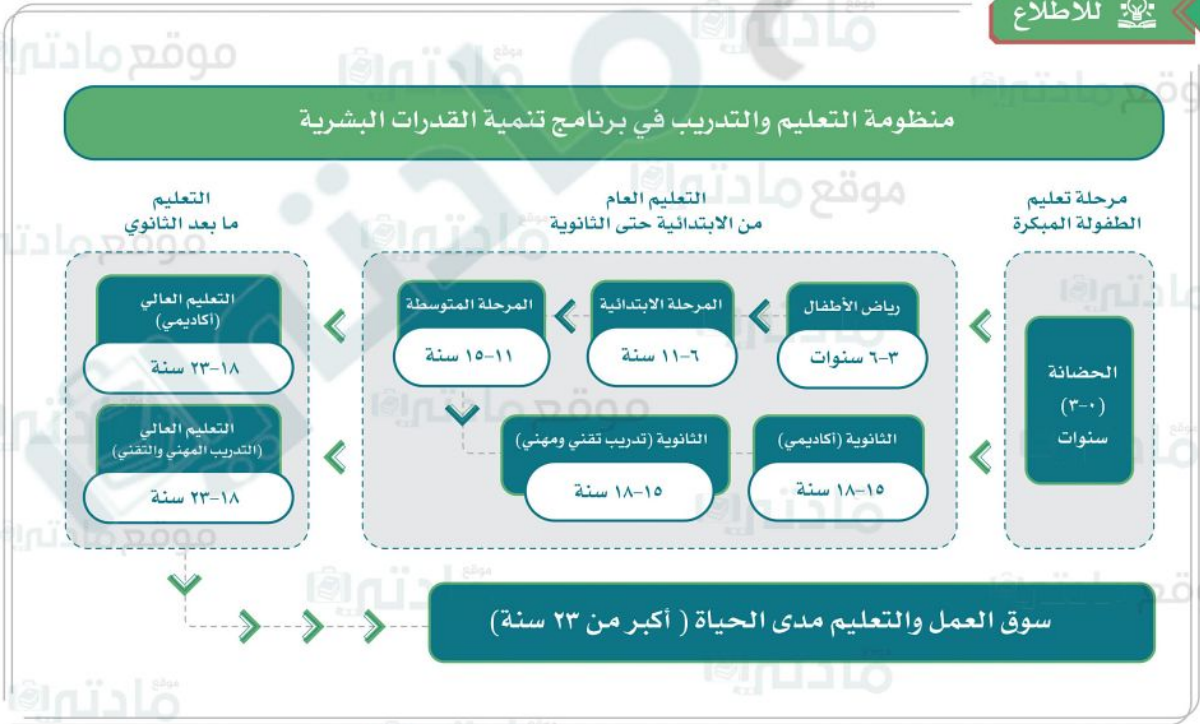 للاطلاع
منظومة التعليم والتدريب في برنامج تنمية القدرات البشرية
مرحلة تعليم
الطفولة المبكرة
الحضانة
(٠-٣)
سنوات
التعليم العام
من الابتدائية حتى الثانوية
رياض الأطفال
٣-٦ سنوات
المرحلة الابتدائية
٦-١١ سنة
المرحلة المتوسطة
١١-١٥ سنة
الثانوية (أكاديمي)
١٥-١٨ سنة
الثانوية (تدريب تقني ومهني)
١٥-١٨ سنة
التعليم
ما بعد الثانوي
التعليم العالي
(أكاديمي)
١٨-٢٣ سنة
التعليم العالي
(التدريب المهني والتقني)
١٨-٢٣ سنة
سوق العمل والتعليم مدى الحياة ( أكبر من ٢٣ سنة)
موقع مادتي